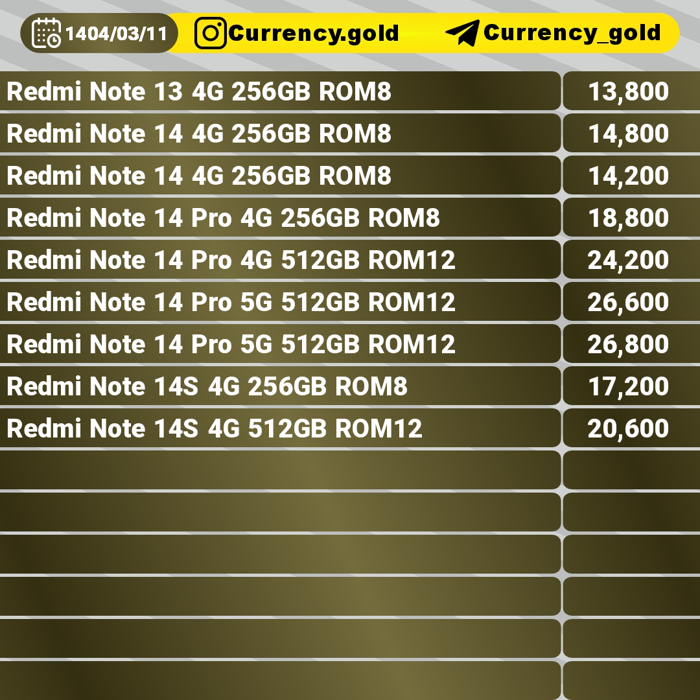 1404/03/11 Currency.gold Currency_gold
Redmi Note 13 4G 256GB ROM8 13,800
Redmi Note 14 4G 256GB ROM8 14,800
Redmi Note 14 4G 256GB ROM8 14,200
Redmi Note 14 Pro 4G 256GB ROM8 18,800
Redmi Note 14 Pro 4G 512GB ROM12 24,200
Redmi Note 14 Pro 5G 512GB ROM12 26,600
Redmi Note 14 Pro 5G 512GB ROM12 26,800
Redmi Note 14S 4G 256GB ROM8 17,200
Redmi Note 14S 4G 512GB ROM12 20,600